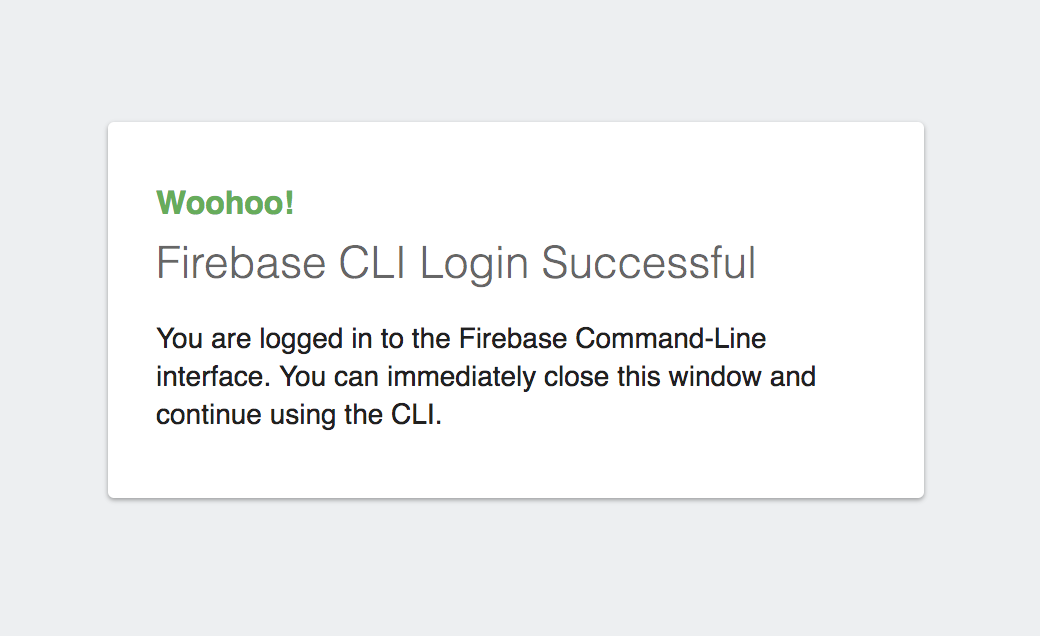 Woohoo!
Firebase CLI Login Successful
You are logged in to the Firebase Command-Line
interface. You can immediately close this window and
continue using the CLI.